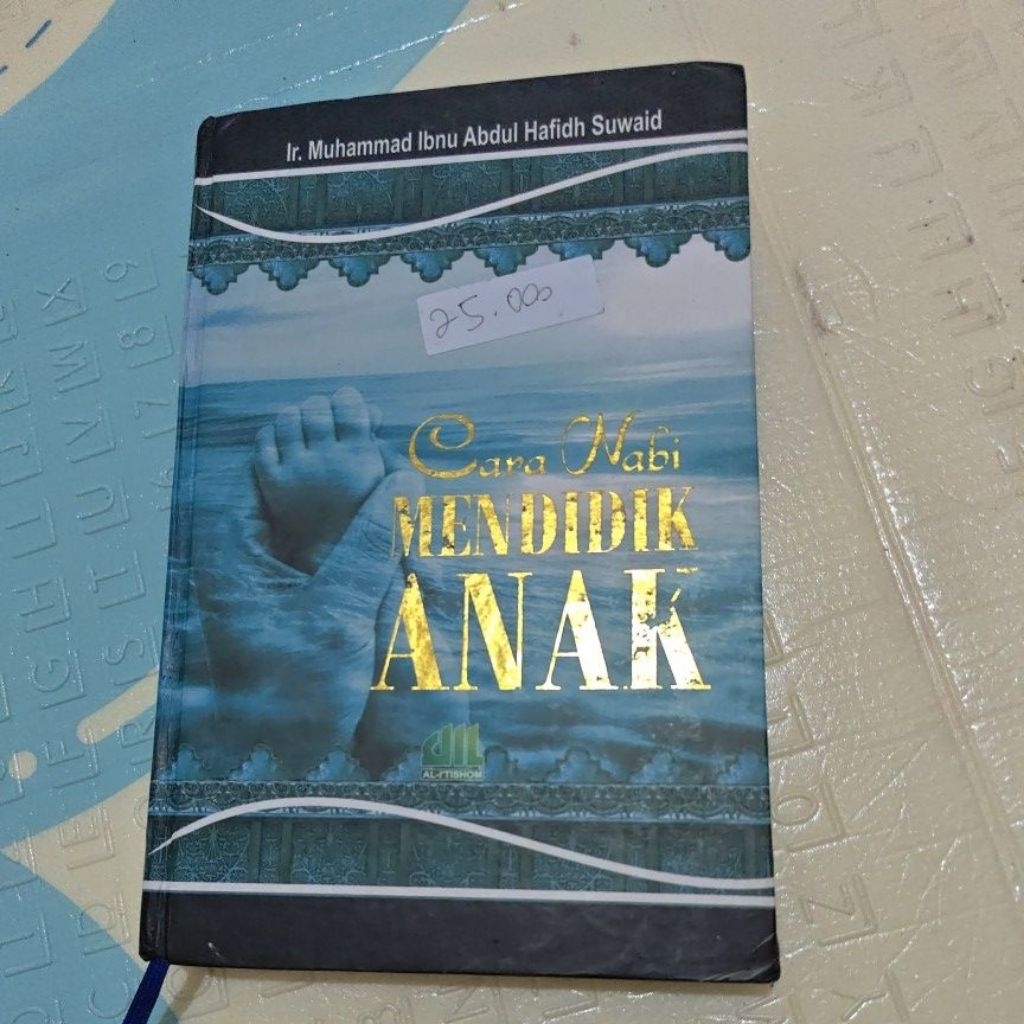 Ir. Muhammad Ibnu Abdul Hafidh Suwaid
25.000
Cara Nabi
MENDIDIK
ANAK
AL-I'TISHOM